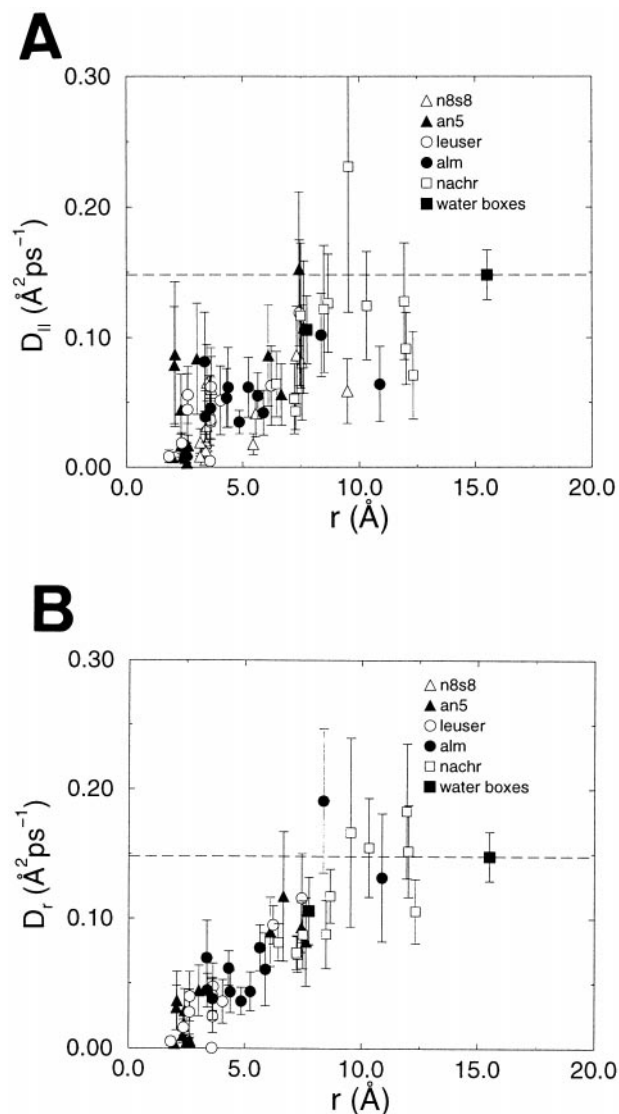 A
0.30
0.20
0.10
0.00
D|| (Å²ps⁻¹)
n8s8
an5
leuser
alm
nachr
water boxes
0.0 5.0 10.0 15.0 20.0
r (Å)
B
0.30
0.20
0.10
0.00
Dr (Å²ps⁻¹)
n8s8
an5
leuser
alm
nachr
water boxes
0.0 5.0 10.0 15.0 20.0
r (Å)